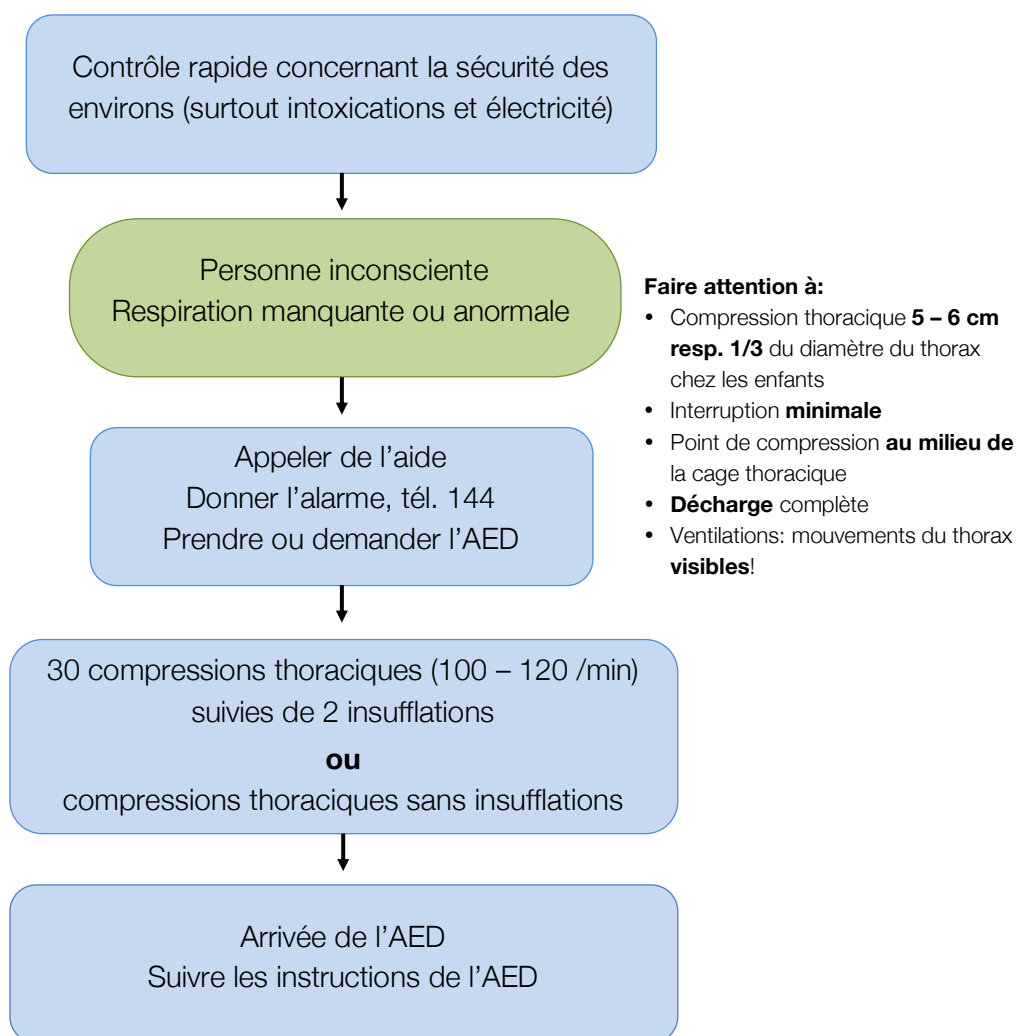 Contrôle rapide concernant la sécurité des
environs (surtout intoxications et électricité)
Personne inconsciente
Respiration manquante ou anormale
Appeler de l’aide
Donner l’alarme, tél. 144
Prendre ou demander l’AED
30 compressions thoraciques (100 – 120 /min)
suivies de 2 insufflations
ou
compressions thoraciques sans insufflations
Arrivée de l’AED
Suivre les instructions de l’AED
Faire attention à:
• Compression thoracique 5 – 6 cm
resp. 1/3 du diamètre du thorax
chez les enfants
• Interruption minimale
• Point de compression au milieu de
la cage thoracique
• Décharge complète
• Ventilations: mouvements du thorax
visibles!